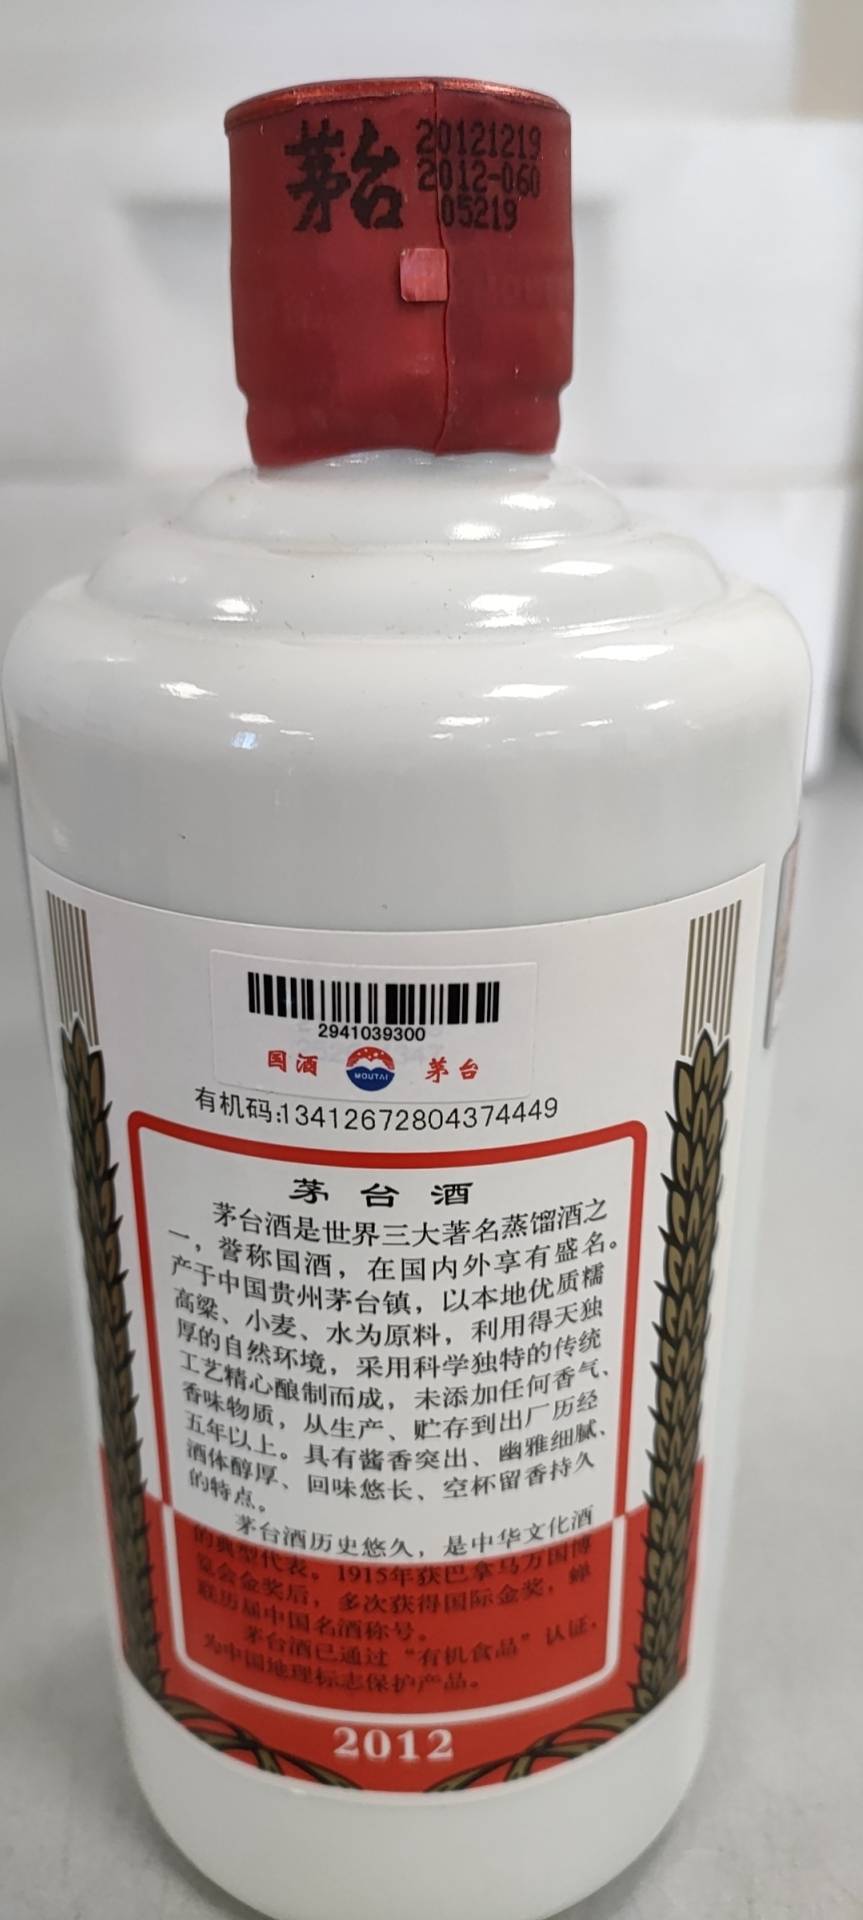 茅台
20121219
2012-060
05219
2941039300
国酒
MOUTAI
茅台
有机码:13412672804374449
茅台酒
茅台酒是世界三大著名蒸馏酒之
一，誉称国酒，在国内外享有盛名。
产于中国贵州茅台镇，以本地优质糯
高粱、小麦、水为原料，利用得天独
厚的自然环境，采用科学独特的传统
工艺精心酿制而成，未添加任何香气、
香味物质，从生产、贮存到出厂历经
五年以上。具有酱香突出、幽雅细腻、
酒体醇厚、回味悠长、空杯留香持久
的特点。
茅台酒历史悠久，是中华文化酒
的典型代表。1915年获巴拿马万国博
览会金奖后，多次获得国际金奖，蝉
联历届中国名酒称号。
茅台酒已通过“有机食品”认证，
为中国地理标志保护产品。
2012